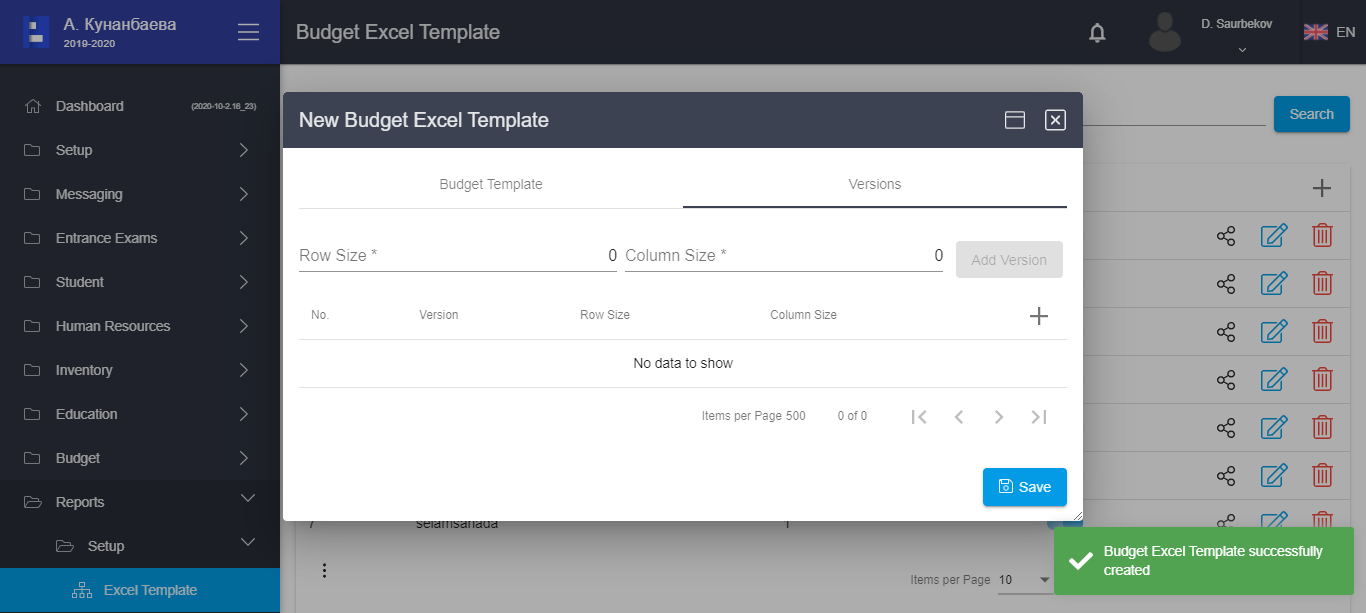 А. Кунанбаева
2019-2020
Budget Excel Template
D. Saurbekov
EN
Dashboard
(2020-10-2.16_23)
Setup
Messaging
Entrance Exams
Student
Human Resources
Inventory
Education
Budget
Reports
Setup
Excel Template
Search
New Budget Excel Template
Budget Template
Versions
Row Size *
0
Column Size *
0
Add Version
No.
Version
Row Size
Column Size
No data to show
Items per Page 500
0 of 0
Save
7
selamsanada
1
Items per Page
10
Budget Excel Template successfully
created